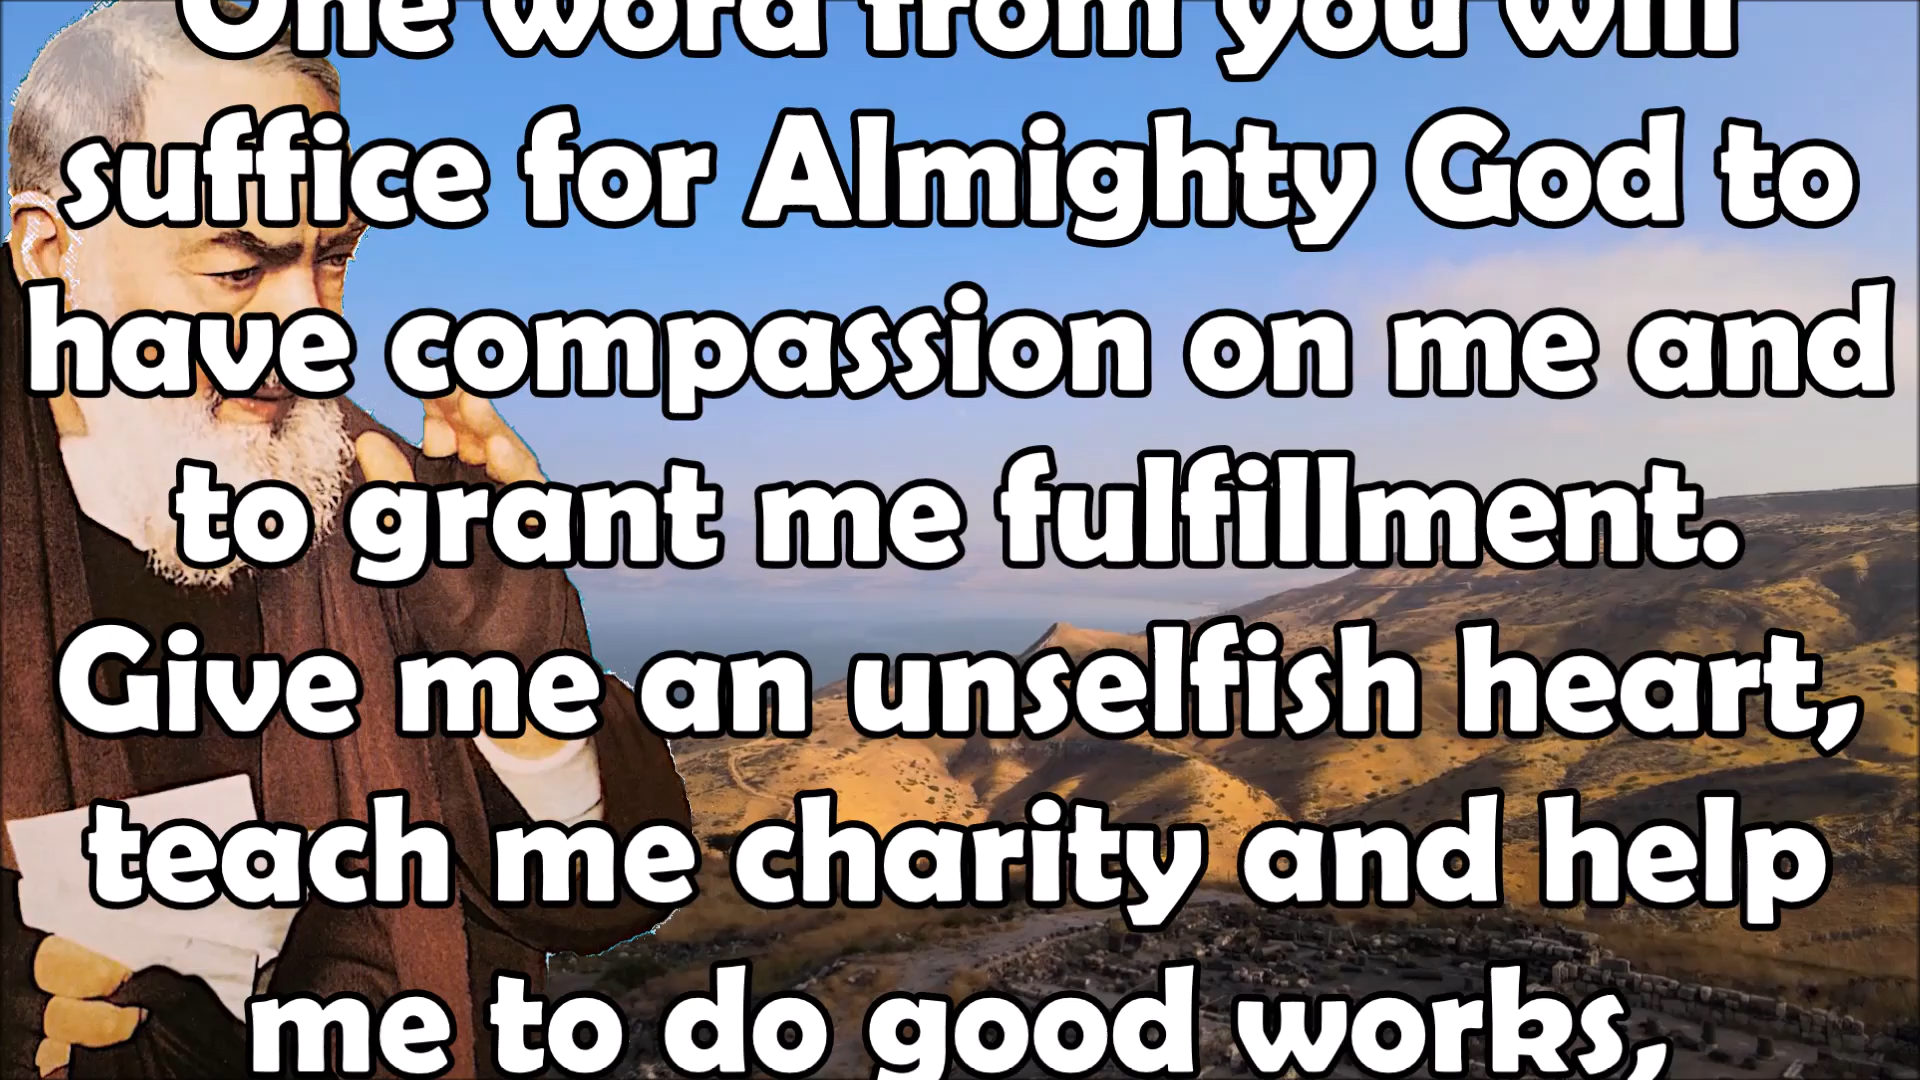 One word from you will
suffice for Almighty God to
have compassion on me and
to grant me fulfillment.
Give me an unselfish heart,
teach me charity and help
me to do good works,